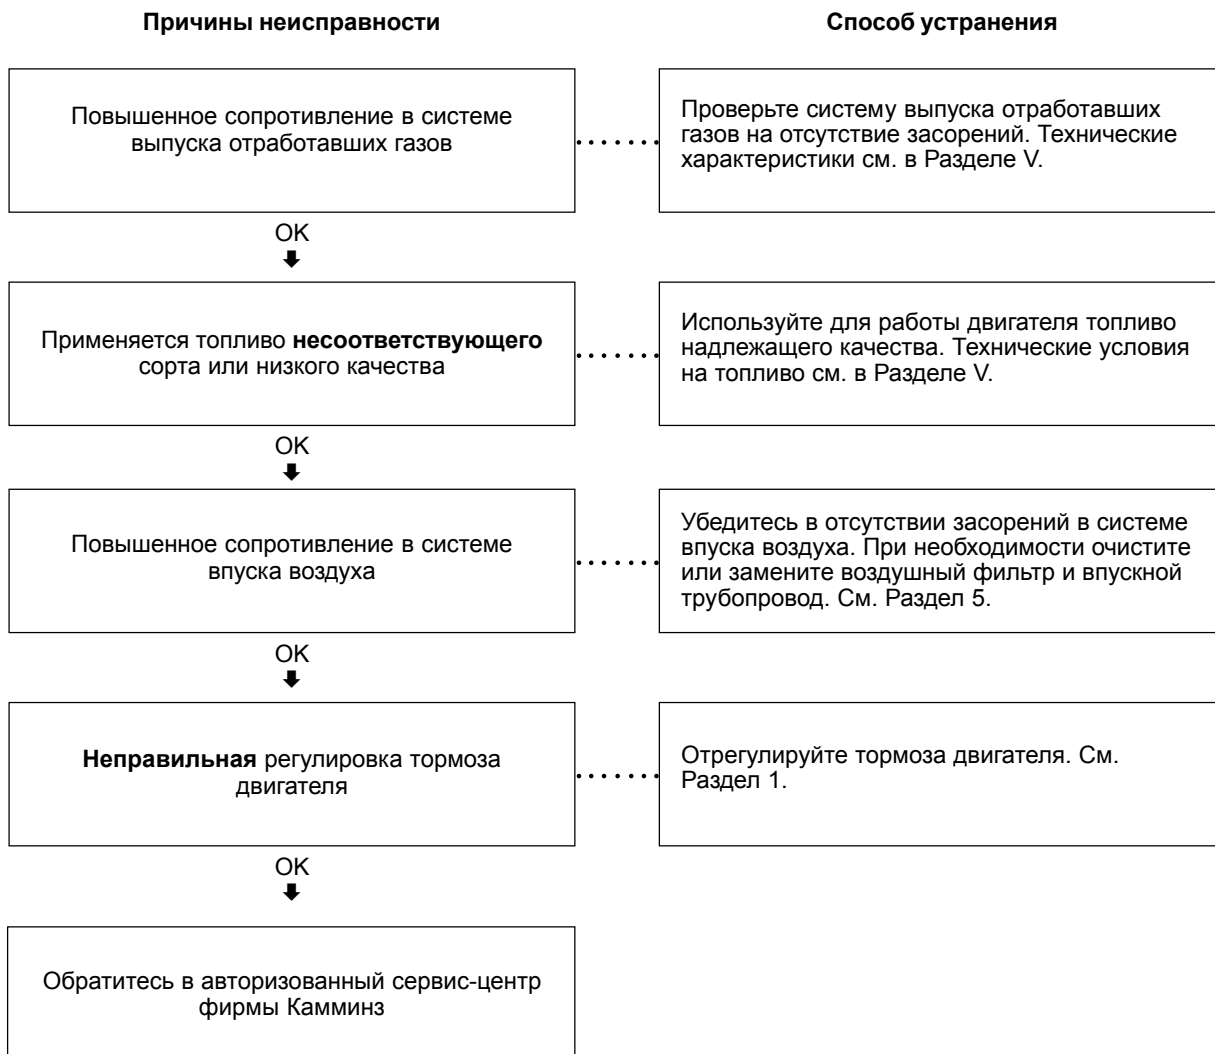 Причины неисправности
Способ устранения
Повышенное сопротивление в системе
выпуска отработавших газов
Проверьте систему выпуска отработавших
газов на отсутствие засорений. Технические
характеристики см. в Разделе V.
OK
Применяется топливо несоответствующего
сорта или низкого качества
Используйте для работы двигателя топливо
надлежащего качества. Технические условия
на топливо см. в Разделе V.
OK
Повышенное сопротивление в системе
впуска воздуха
Убедитесь в отсутствии засорений в системе
впуска воздуха. При необходимости очистите
или замените воздушный фильтр и впускной
трубопровод. См. Раздел 5.
OK
Неправильная регулировка тормоза
двигателя
Отрегулируйте тормоза двигателя. См.
Раздел 1.
OK
Обратитесь в авторизованный сервис-центр
фирмы Камминз